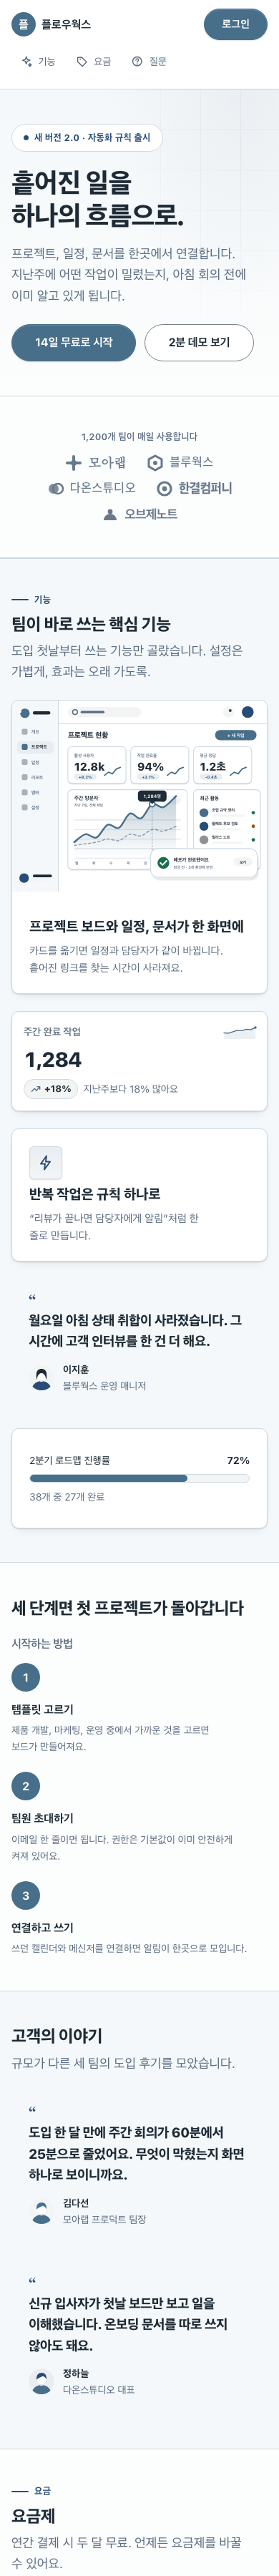 플 플로우웍스
로그인
기능 요금 질문
새 버전 2.0 · 자동화 규칙 출시
흩어진 일을
하나의 흐름으로.
프로젝트, 일정, 문서를 한곳에서 연결합니다.
지난주에 어떤 작업이 밀렸는지, 아침 회의 전에
이미 알고 있게 됩니다.
14일 무료로 시작 2분 데모 보기
1,200개 팀이 매일 사용합니다
모아랩 블루웍스
다온스튜디오 한결컴퍼니
오브제노트
기능
팀이 바로 쓰는 핵심 기능
도입 첫날부터 쓰는 기능만 골랐습니다. 설정은
가볍게, 효과는 오래 가도록.
프로젝트 현황
+ 새 작업
개요
프로젝트
일정
리포트
멤버
설정
12.8k 94% 1.2초
주간 방문자
1,284명
최근 활동
배포가 완료됐어요
보기
프로젝트 보드와 일정, 문서가 한 화면에
카드를 옮기면 일정과 담당자가 같이 바뀝니다.
흩어진 링크를 찾는 시간이 사라져요.
주간 완료 작업
1,284
+18% 지난주보다 18% 많아요
반복 작업은 규칙 하나로
“리뷰가 끝나면 담당자에게 알림”처럼 한
줄로 만듭니다.
“
월요일 아침 상태 취합이 사라졌습니다. 그
시간에 고객 인터뷰를 한 건 더 해요.
이지훈
블루웍스 운영 매니저
2분기 로드맵 진행률 72%
38개 중 27개 완료
세 단계면 첫 프로젝트가 돌아갑니다
시작하는 방법
1
템플릿 고르기
제품 개발, 마케팅, 운영 중에서 가까운 것을 고르면
보드가 만들어져요.
2
팀원 초대하기
이메일 한 줄이면 됩니다. 권한은 기본값이 이미 안전하게
켜져 있어요.
3
연결하고 쓰기
쓰던 캘린더와 메신저를 연결하면 알림이 한곳으로 모입니다.
고객의 이야기
규모가 다른 세 팀의 도입 후기를 모았습니다.
“
도입 한 달 만에 주간 회의가 60분에서
25분으로 줄었어요. 무엇이 막혔는지 화면
하나로 보이니까요.
김다선
모아랩 프로덕트 팀장
“
신규 입사자가 첫날 보드만 보고 일을
이해했습니다. 온보딩 문서를 따로 쓰지
않아도 돼요.
정하늘
다온스튜디오 대표
요금
요금제
연간 결제 시 두 달 무료. 언제든 요금제를 바꿀
수 있어요.